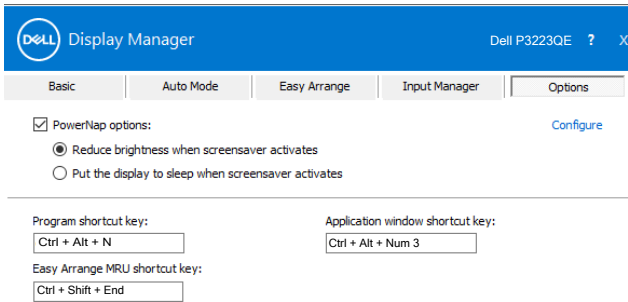 DELL Display Manager Dell P3223QE ? X
Basic Auto Mode Easy Arrange Input Manager Options
PowerNap options: Configure
Reduce brightness when screensaver activates
Put the display to sleep when screensaver activates
Program shortcut key: Application window shortcut key:
Ctrl + Alt + N Ctrl + Alt + Num 3
Easy Arrange MRU shortcut key:
Ctrl + Shift + End